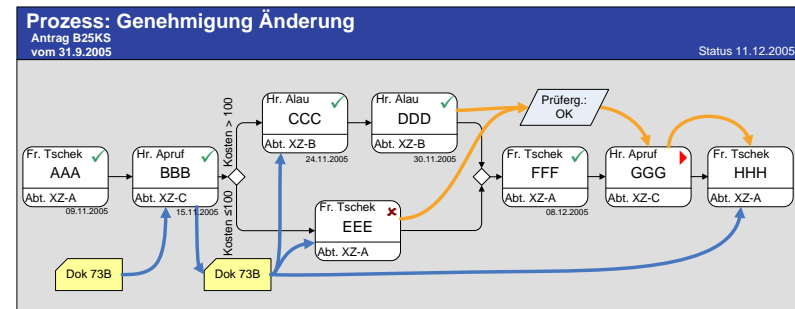 Prozess: Genehmigung Änderung
Antrag B25KS
vom 31.9.2005
Status 11.12.2005
Fr. Tschek
AAA
Abt. XZ-A
09.11.2005
Hr. Apruf
BBB
Abt. XZ-C
15.11.2005
Kosten > 100
Kosten ≤100
Hr. Alau
CCC
Abt. XZ-B
24.11.2005
Hr. Alau
DDD
Abt. XZ-B
30.11.2005
Fr. Tschek
EEE
Abt. XZ-A
Prüferg.:
OK
Fr. Tschek
FFF
Abt. XZ-A
08.12.2005
Hr. Apruf
GGG
Abt. XZ-C
Fr. Tschek
HHH
Abt. XZ-A
Dok 73B
Dok 73B